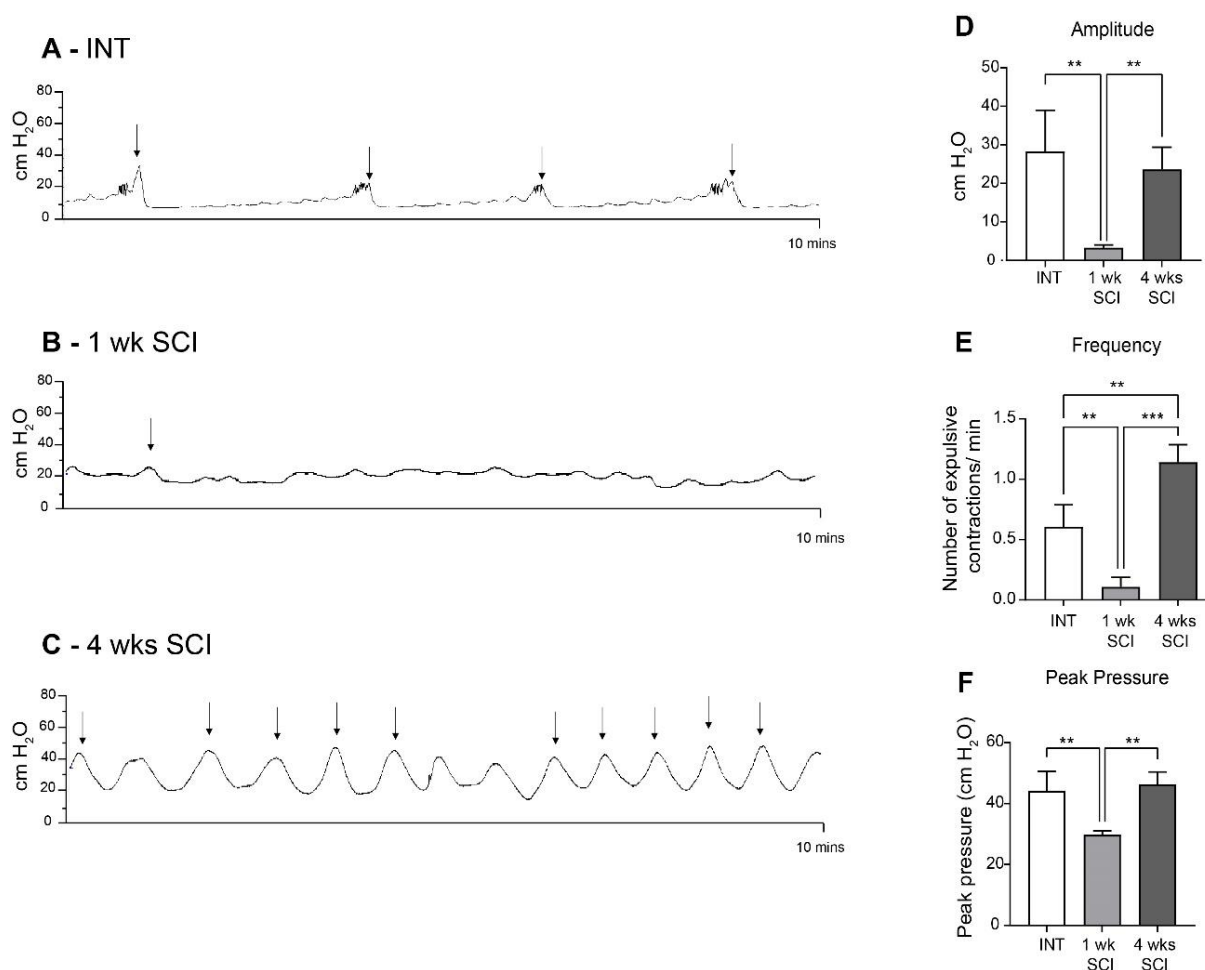 A - INT
80
60
40
20
0
cm H₂O
10 mins
B - 1 wk SCI
80
60
40
20
0
cm H₂O
10 mins
C - 4 wks SCI
80
60
40
20
0
cm H₂O
10 mins
D
Amplitude
** **
50
40
30
20
10
0
cm H₂O
INT 1 wk 4 wks
SCI SCI
E
Frequency
**
** ***
1.5
1.0
0.5
0.0
Number of expulsive
contractions/ min
INT 1 wk 4 wks
SCI SCI
F
Peak Pressure
** **
60
40
20
0
Peak pressure (cm H₂O)
INT 1 wk 4 wks
SCI SCI